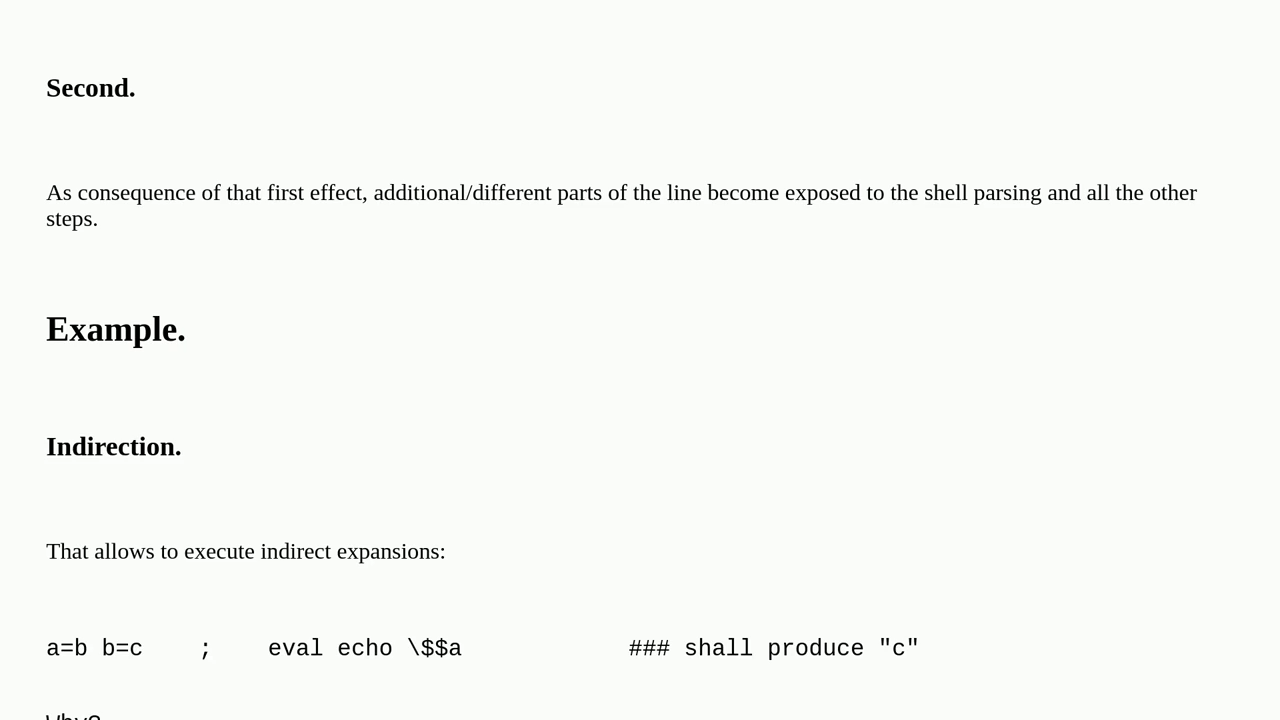 Second.
As consequence of that first effect, additional/different parts of the line become exposed to the shell parsing and all the other
steps.
Example.
Indirection.
That allows to execute indirect expansions:
a=b b=c    ;    eval echo \$$a            ### shall produce "c"
Why?